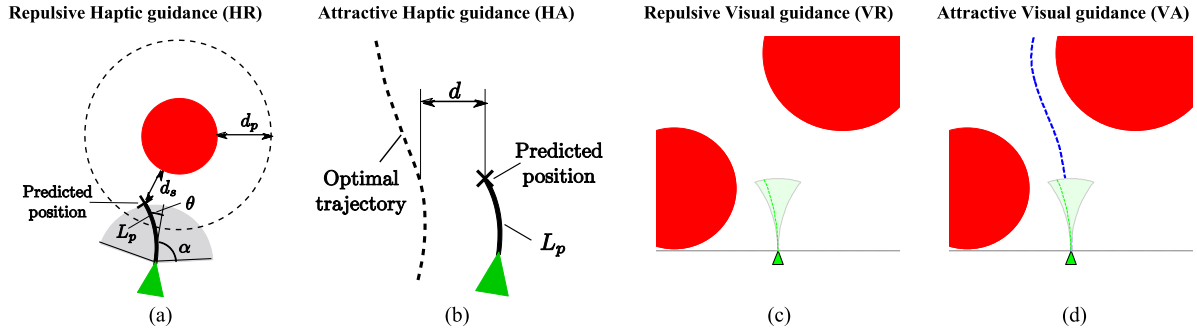 Repulsive Haptic guidance (HR)
Attractive Haptic guidance (HA)
Repulsive Visual guidance (VR)
Attractive Visual guidance (VA)
d_p
d_s
Predicted
position
θ
L_p
α
(a)
d
Optimal
trajectory
Predicted
position
L_p
(b)
(c)
(d)